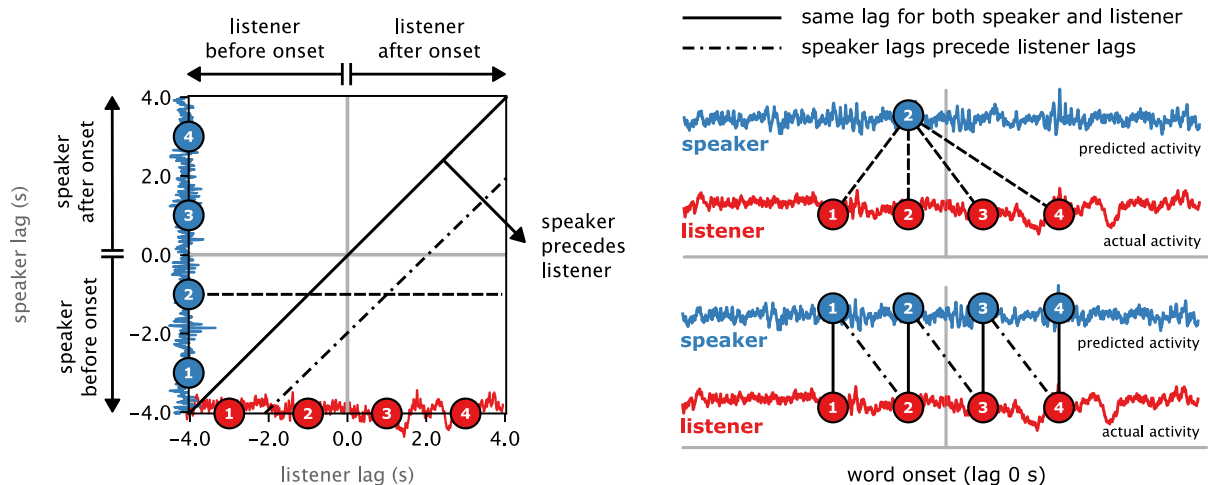 listener
before onset
listener
after onset
speaker lag (s)
speaker
after onset
speaker
before onset
4.0
2.0
0.0
−2.0
−4.0
4
3
2
1
1
2
3
4
−4.0
−2.0
0.0
2.0
4.0
listener lag (s)
speaker
precedes
listener
same lag for both speaker and listener
speaker lags precede listener lags
2
speaker
predicted activity
1
2
3
4
listener
actual activity
1
2
3
4
speaker
predicted activity
1
2
3
4
listener
actual activity
word onset (lag 0 s)